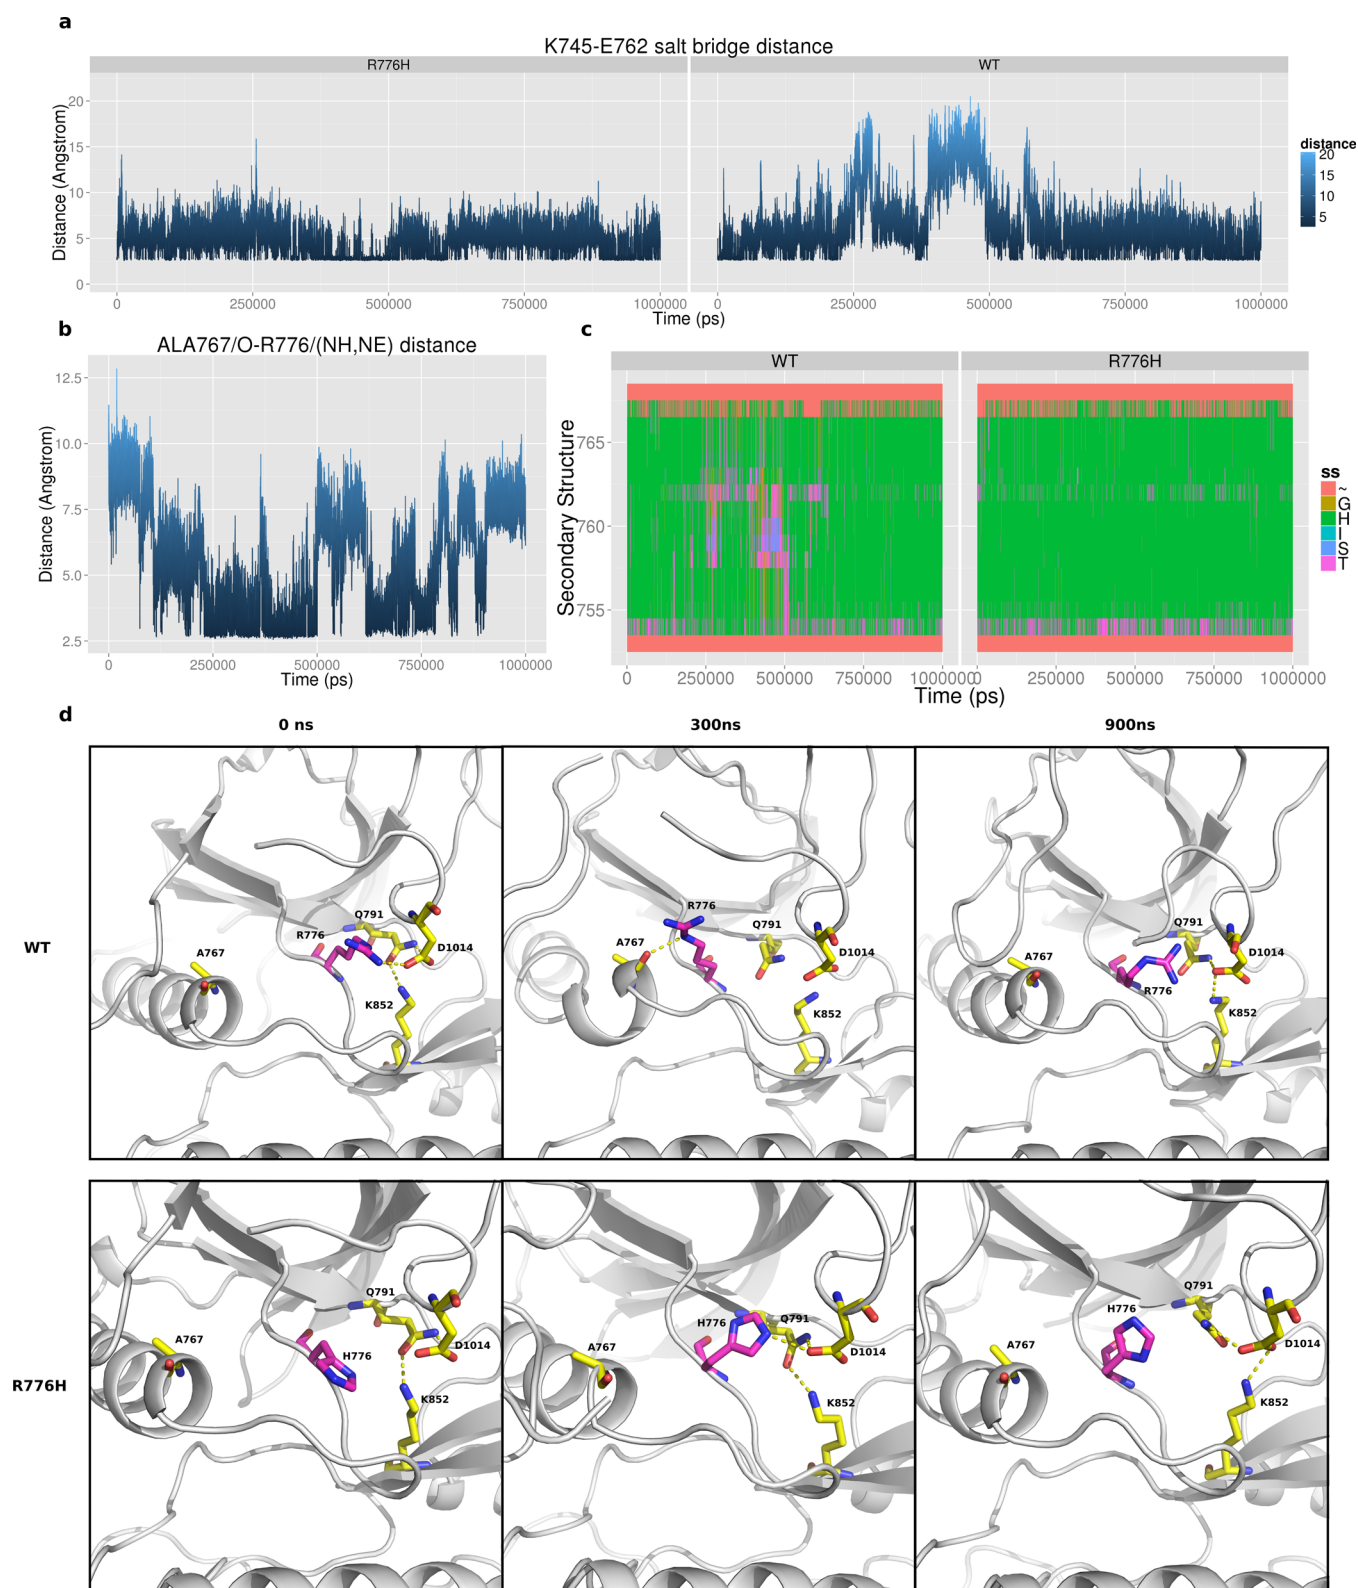 a
K745-E762 salt bridge distance
R776H WT
Distance (Angstrom)
20
15
10
5
0
0 250000 500000 750000 1000000 0 250000 500000 750000 1000000
Time (ps)
distance
20
15
10
5
b
ALA767/O-R776/(NH,NE) distance
Distance (Angstrom)
12.5
10.0
7.5
5.0
2.5
0 250000 500000 750000 1000000
Time (ps)
c
WT R776H
Secondary Structure
765
760
755
0 250000 500000 750000 1000000 0 250000 500000 750000 1000000
Time (ps)
ss
~
G
H
I
S
T
d
0 ns 300ns 900ns
WT
A767 R776 Q791 D1014 K852
A767 R776 Q791 D1014 K852
A767 R776 Q791 D1014 K852
R776H
A767 H776 Q791 D1014 K852
A767 H776 Q791 D1014 K852
A767 H776 Q791 D1014 K852